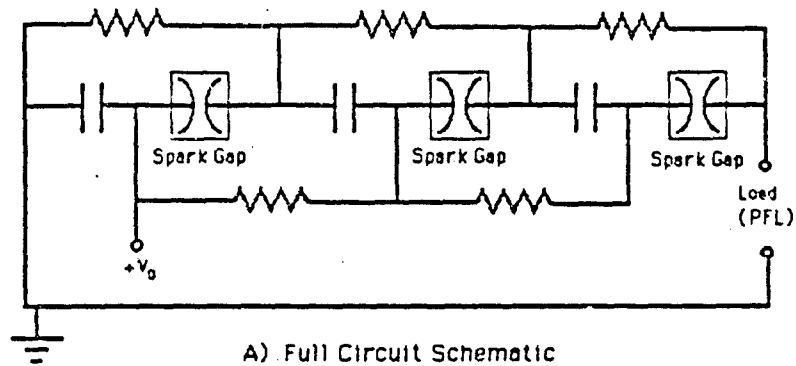 Spark Gap
Spark Gap
Spark Gap
Load
(PFL)
+V₀
A) Full Circuit Schematic